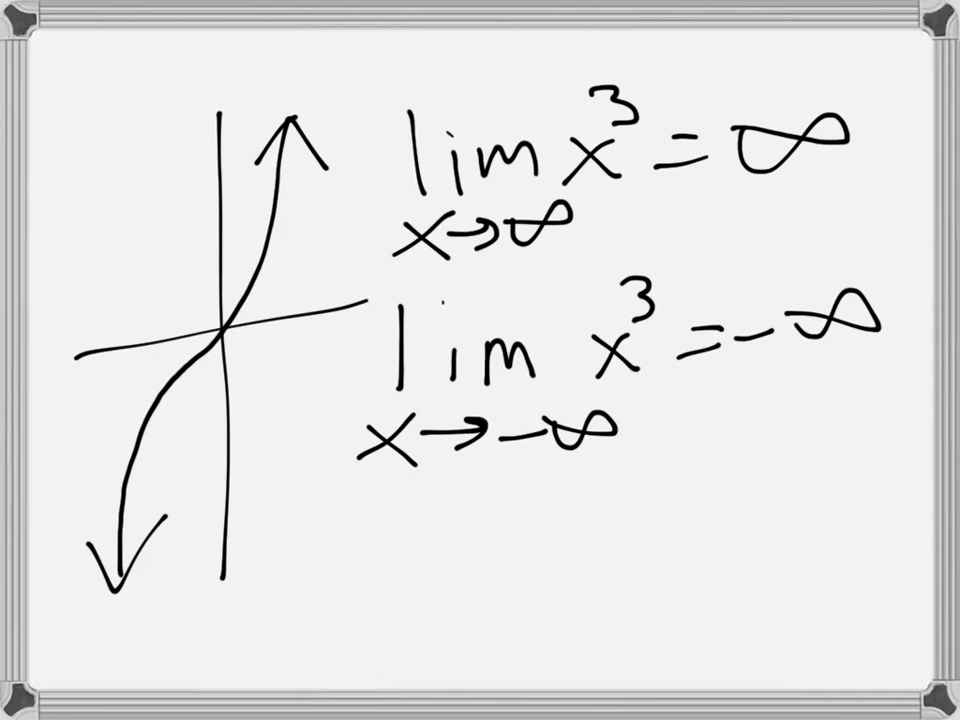 lim x³ = ∞
x→∞
lim x³ = -∞
x→-∞